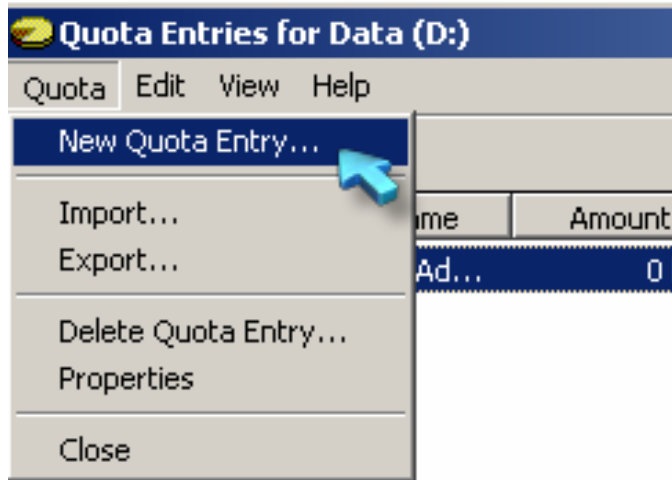 Quota Entries for Data (D:)
Quota Edit View Help
New Quota Entry...
Import...
Export...
Delete Quota Entry...
Properties
Close
Amount
Ad... 0